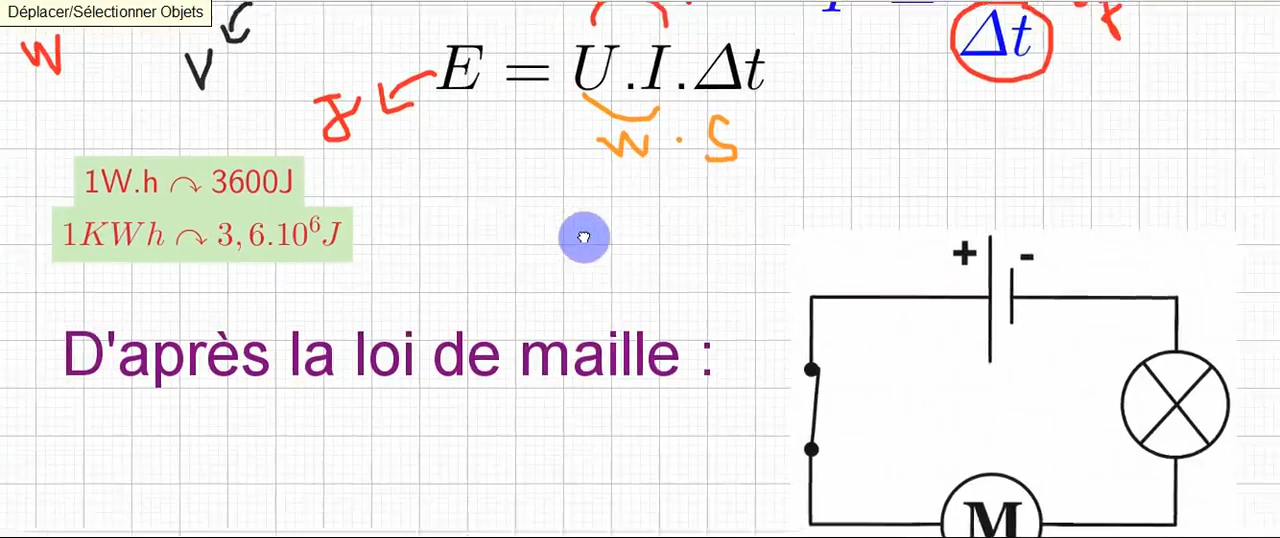 Déplacer/Sélectionner Objets
W
V
Δt
E = U.I.Δt
J
W . S
1W.h ↷ 3600J
1KWh ↷ 3,6.10⁶J
+ -
D'après la loi de maille :
M